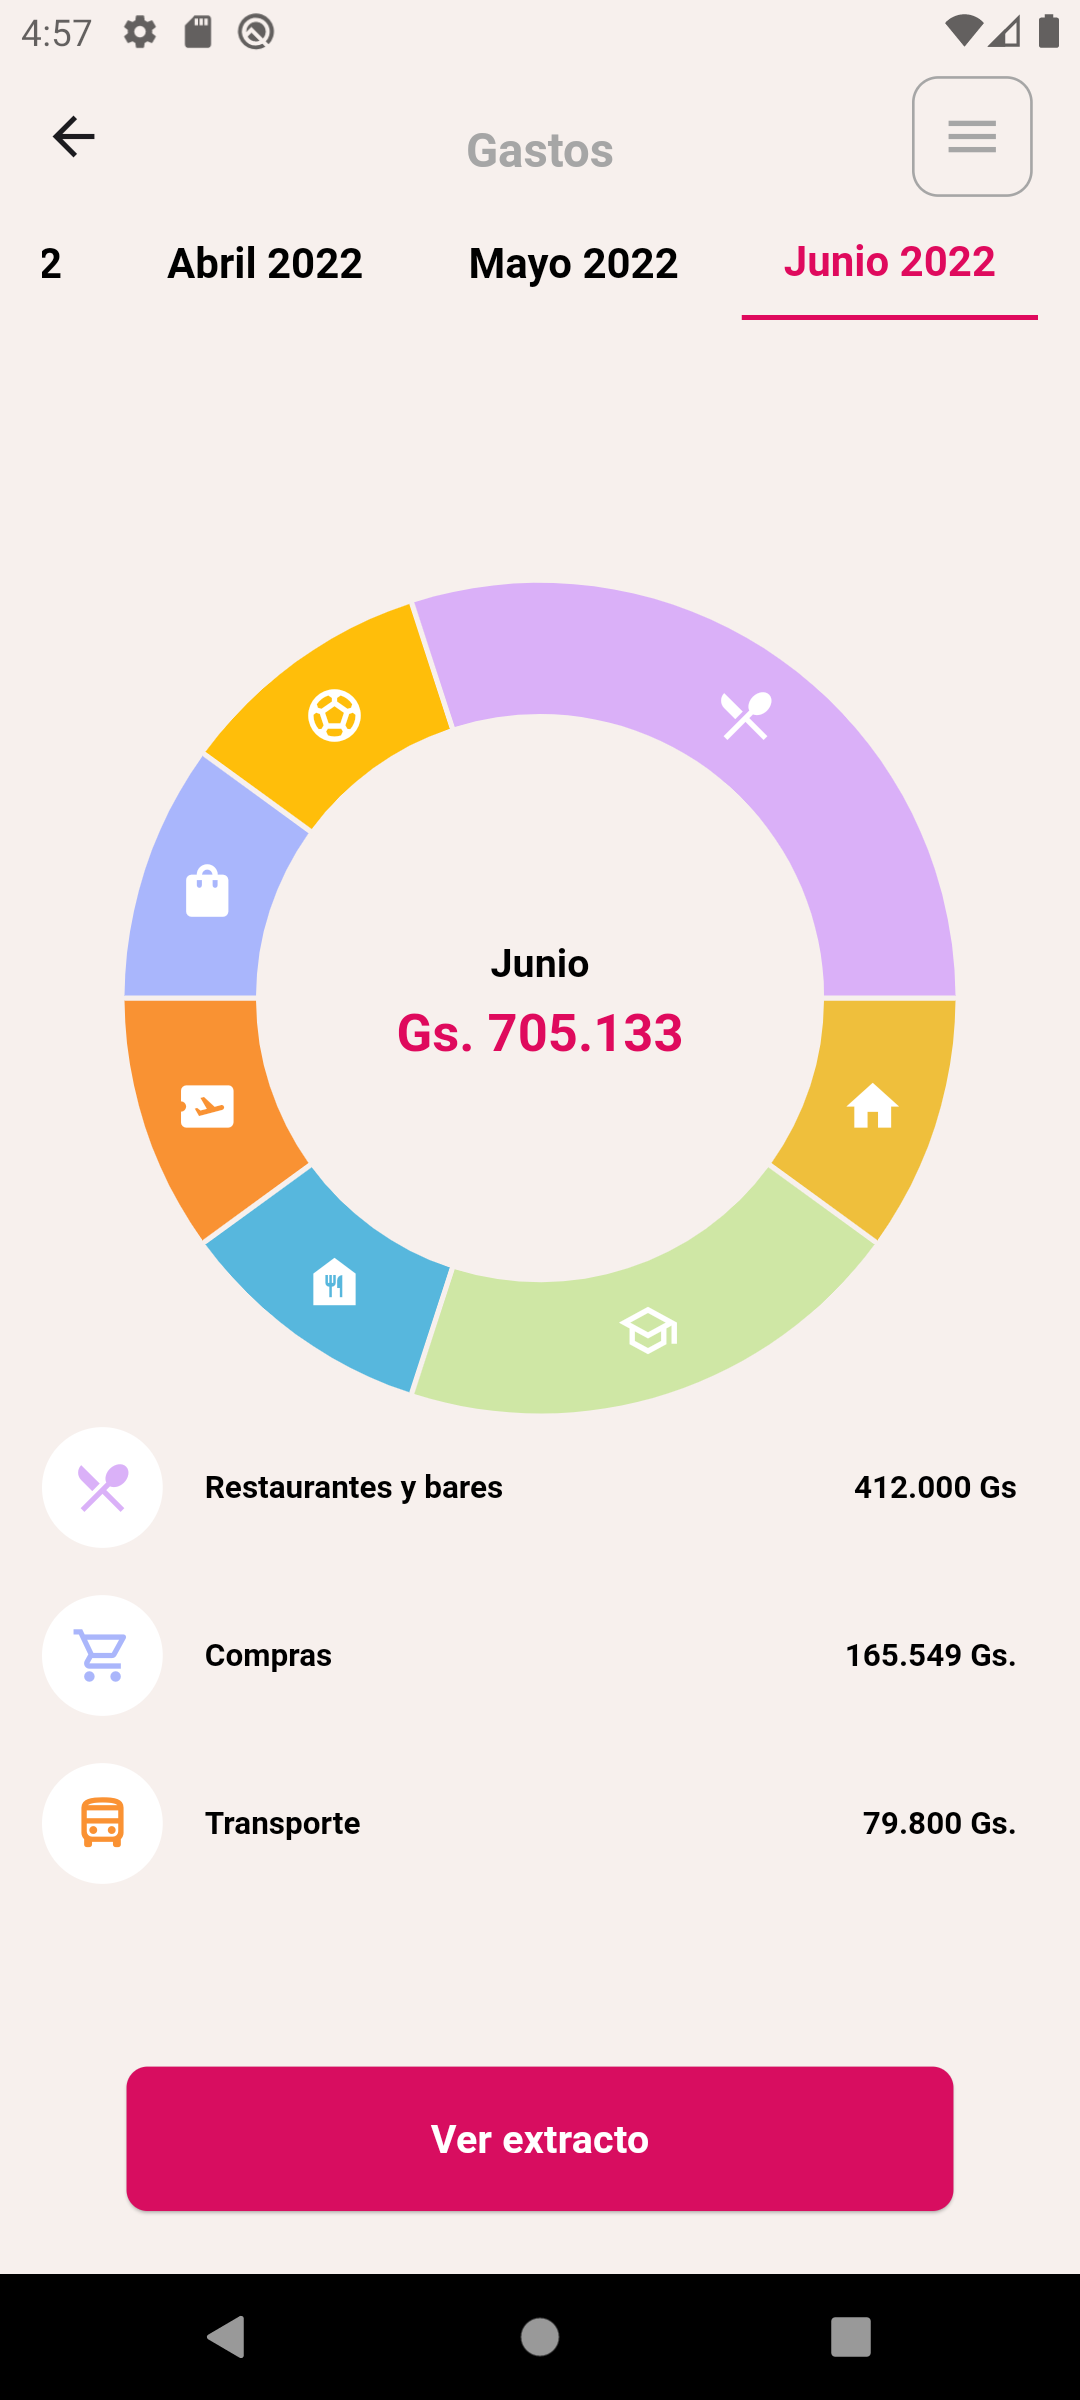 4:57
Gastos
2 Abril 2022 Mayo 2022 Junio 2022
Junio
Gs. 705.133
Restaurantes y bares 412.000 Gs
Compras 165.549 Gs.
Transporte 79.800 Gs.
Ver extracto